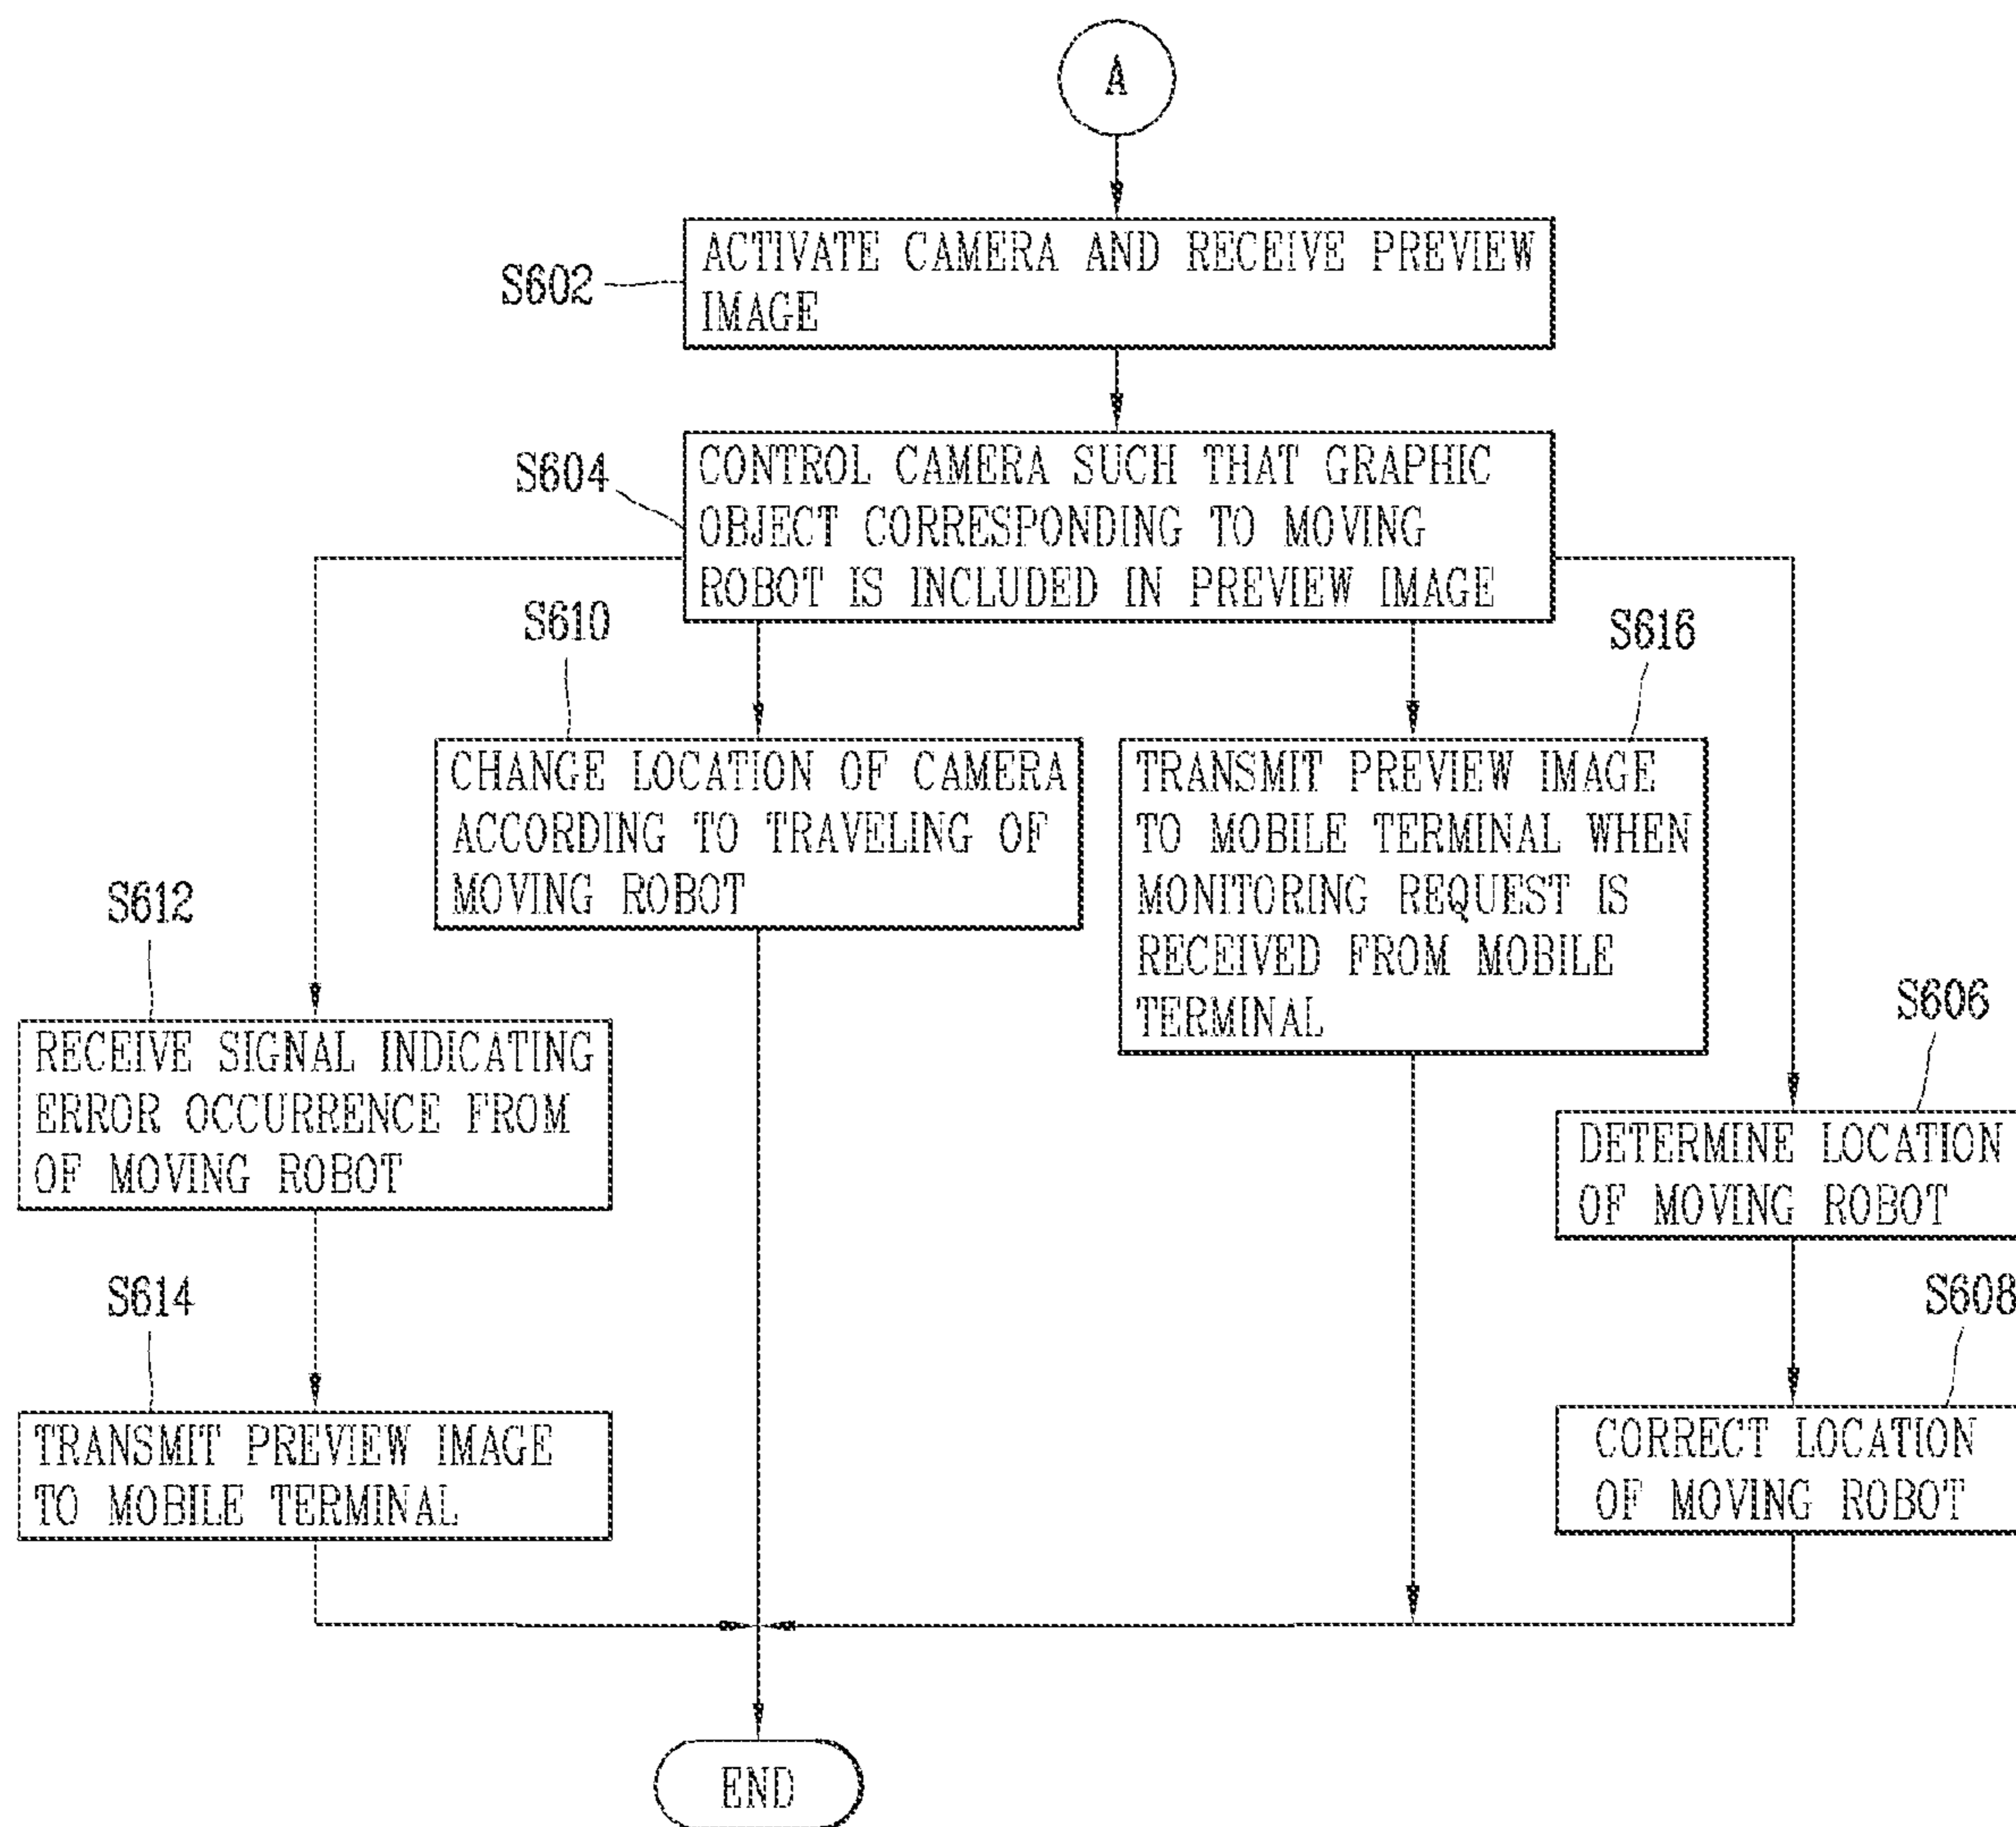 A
S602
ACTIVATE CAMERA AND RECEIVE PREVIEW
IMAGE
S604
CONTROL CAMERA SUCH THAT GRAPHIC
OBJECT CORRESPONDING TO MOVING
ROBOT IS INCLUDED IN PREVIEW IMAGE
S610
CHANGE LOCATION OF CAMERA
ACCORDING TO TRAVELING OF
MOVING ROBOT
S616
TRANSMIT PREVIEW IMAGE
TO MOBILE TERMINAL WHEN
MONITORING REQUEST IS
RECEIVED FROM MOBILE
TERMINAL
S612
RECEIVE SIGNAL INDICATING
ERROR OCCURRENCE FROM
OF MOVING ROBOT
S606
DETERMINE LOCATION
OF MOVING ROBOT
S614
TRANSMIT PREVIEW IMAGE
TO MOBILE TERMINAL
S608
CORRECT LOCATION
OF MOVING ROBOT
END